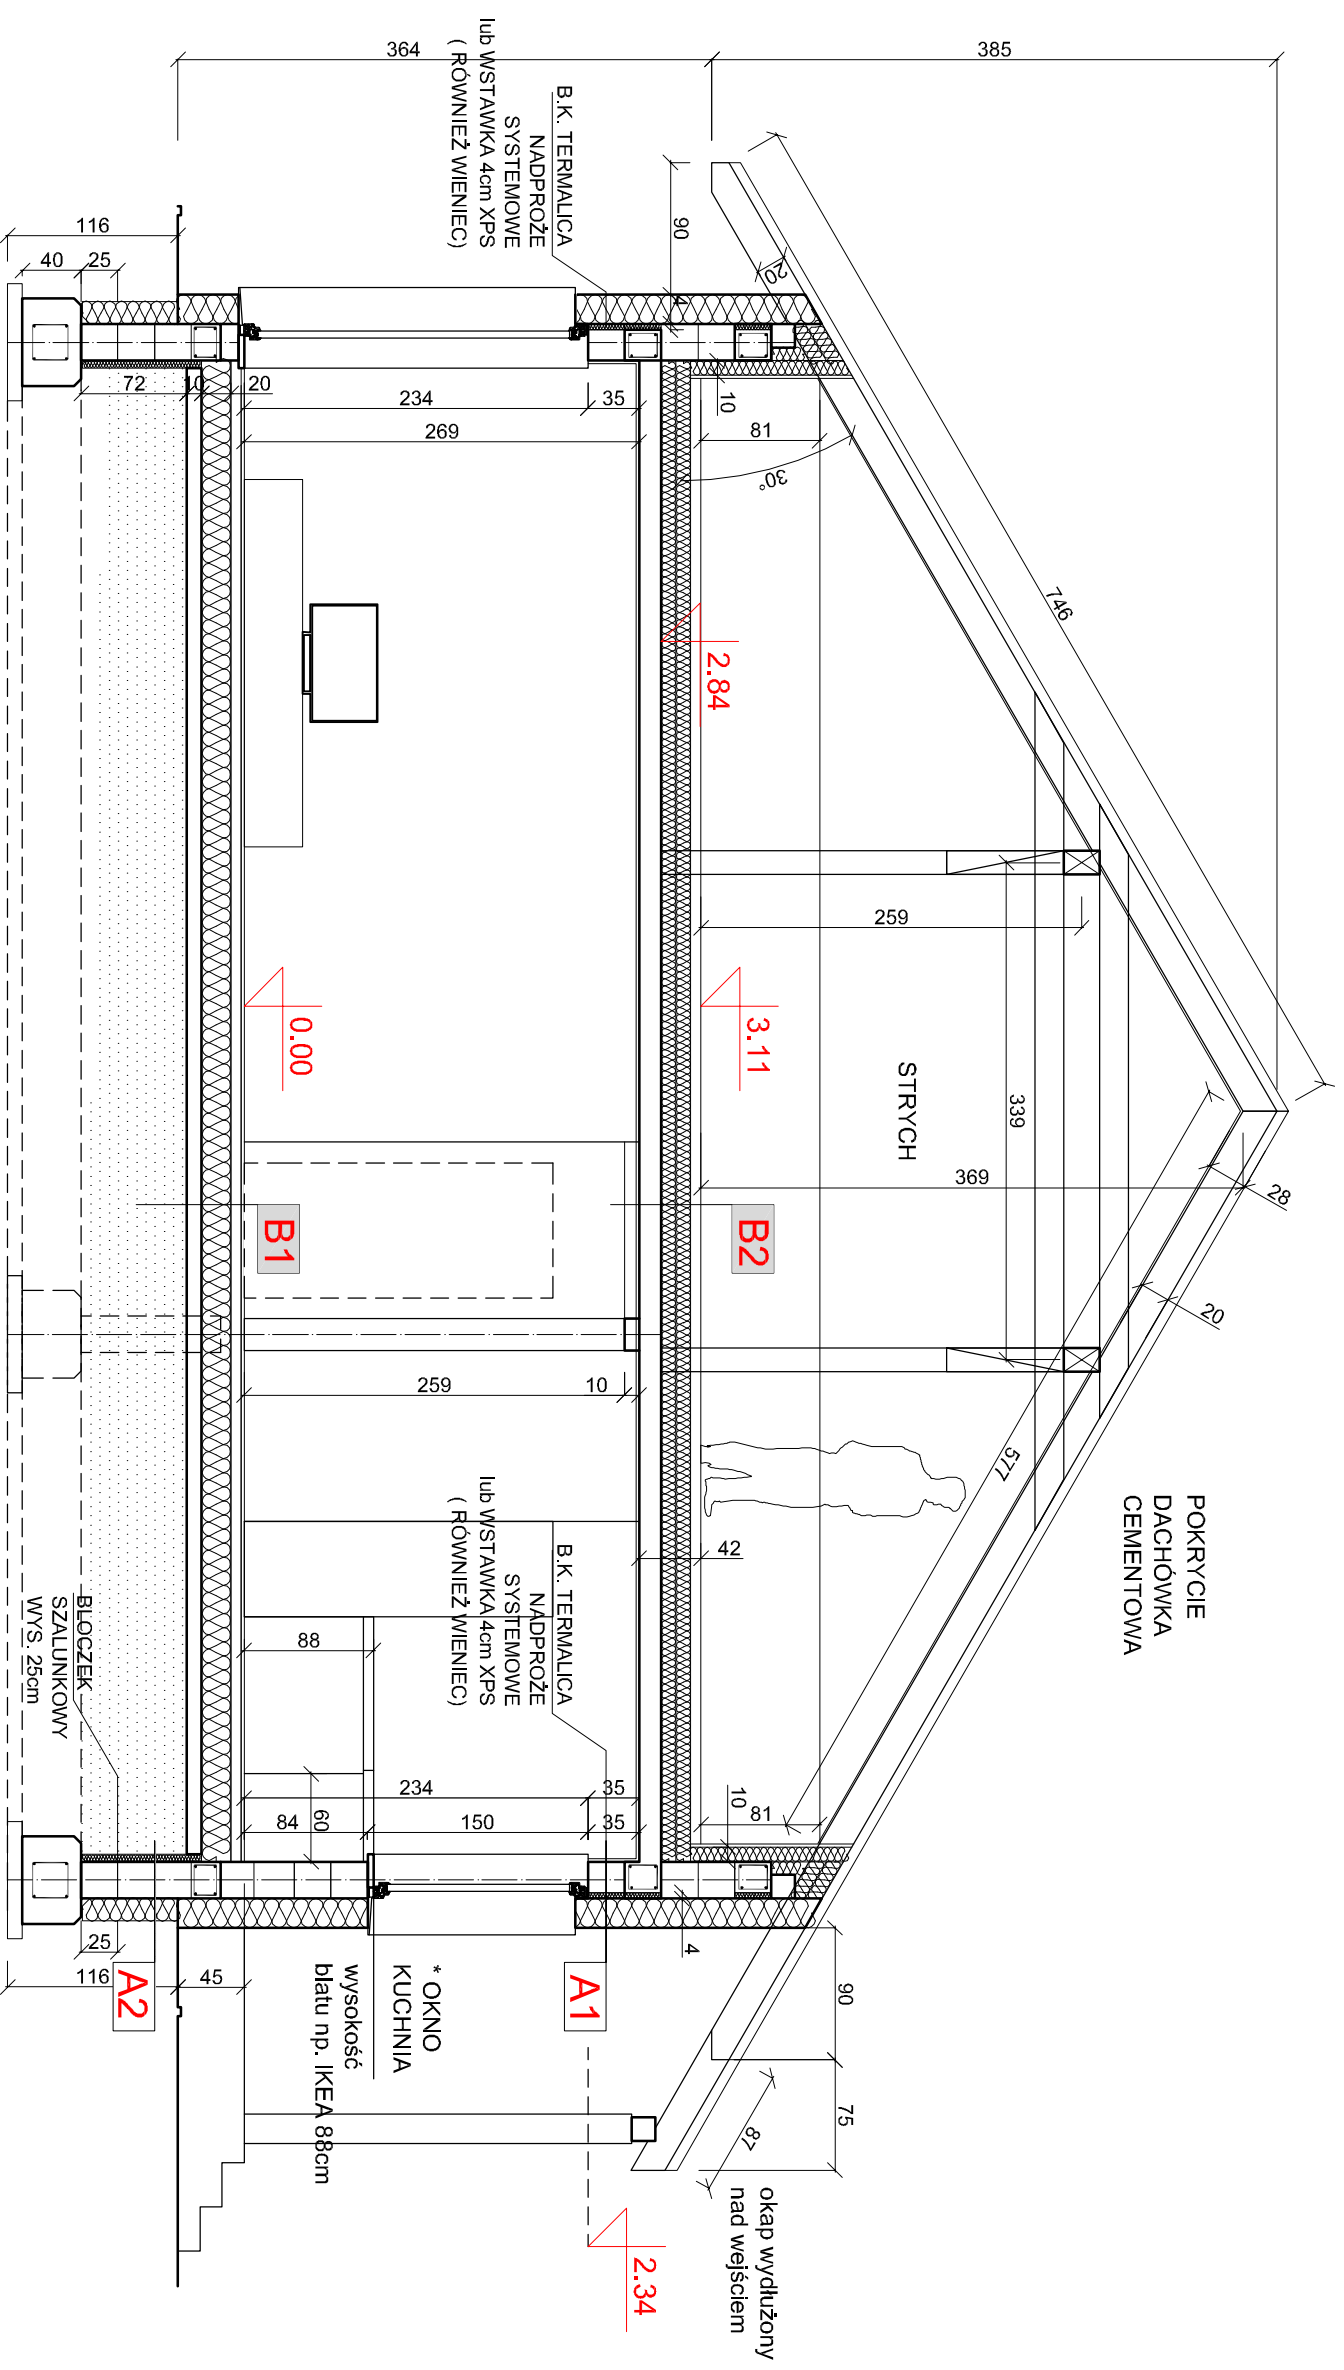 385
364
746
90
20
4
B.K. TERMALICA
NADPROŻE
SYSTEMOWE
lub WSTAWKA 4cm XPS
( RÓWNIEŻ WIENIEC)
116
40
25
72
10
20
234
35
269
10
81
30°
2.84
259
0.00
3.11
STRYCH
339
369
28
20
B1
B2
259
10
577
POKRYCIE
DACHÓWKA
CEMENTOWA
42
88
B.K. TERMALICA
NADPROŻE
SYSTEMOWE
lub WSTAWKA 4cm XPS
( RÓWNIEŻ WIENIEC)
BLOCZEK
SZALUNKOWY
WYS. 25cm
234
35
84
150
35
60
10
81
4
25
116
45
A2
A1
* OKNO
KUCHNIA
wysokość
blatu np. IKEA 88cm
90
75
87
okap wydłużony
nad wejściem
2.34